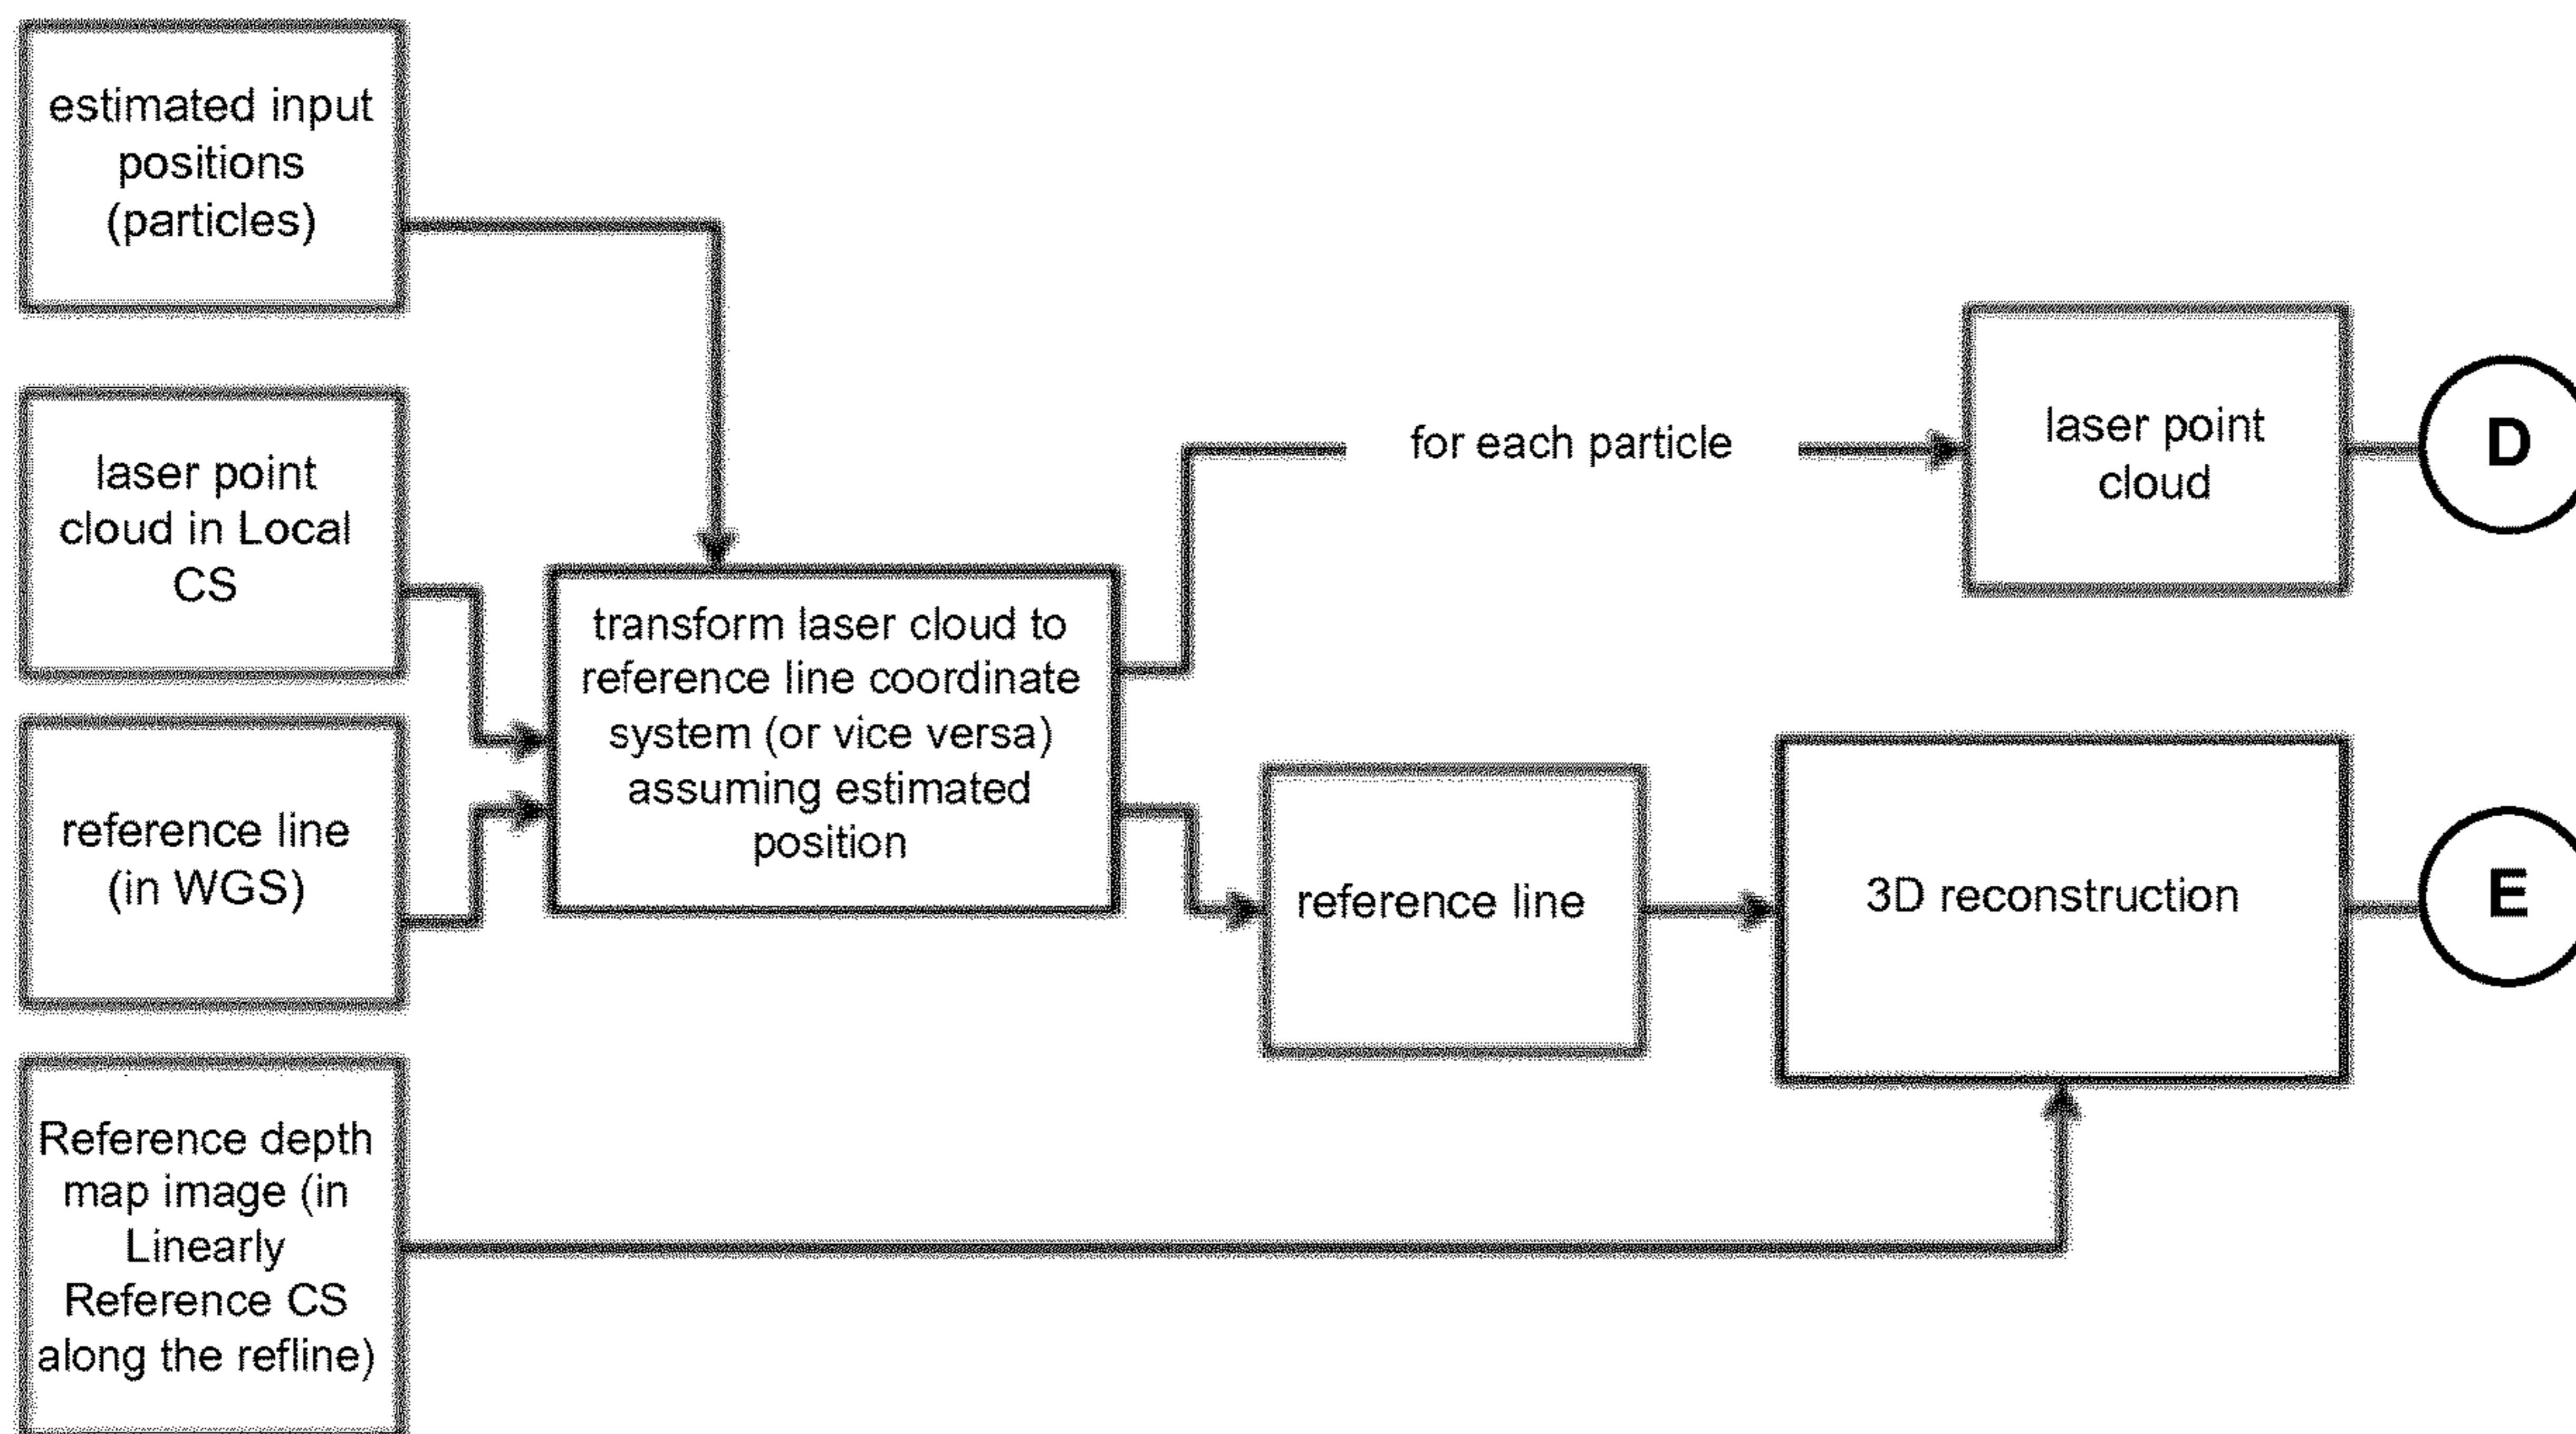 estimated input
positions
(particles)
laser point
cloud in Local
CS
reference line
(in WGS)
Reference depth
map image (in
Linearly
Reference CS
along the refline)
transform laser cloud to
reference line coordinate
system (or vice versa)
assuming estimated
position
for each particle
laser point
cloud
D
reference line
3D reconstruction
E